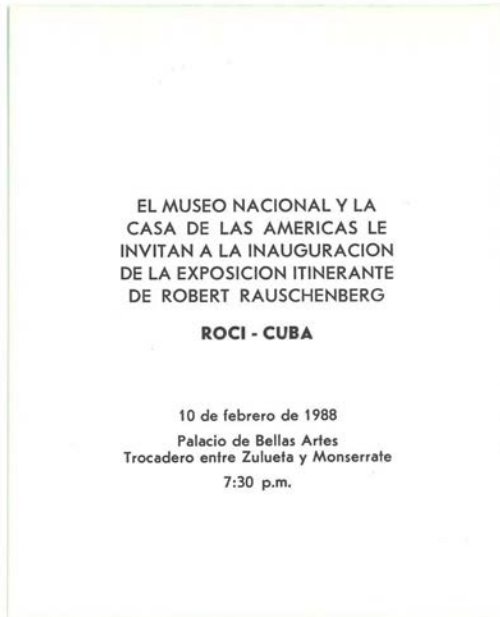 EL MUSEO NACIONAL Y LA
CASA DE LAS AMERICAS LE
INVITAN A LA INAUGURACION
DE LA EXPOSICION ITINERANTE
DE ROBERT RAUSCHENBERG
ROCI - CUBA
10 de febrero de 1988
Palacio de Bellas Artes
Trocadero entre Zulueta y Monserrate
7:30 p.m.